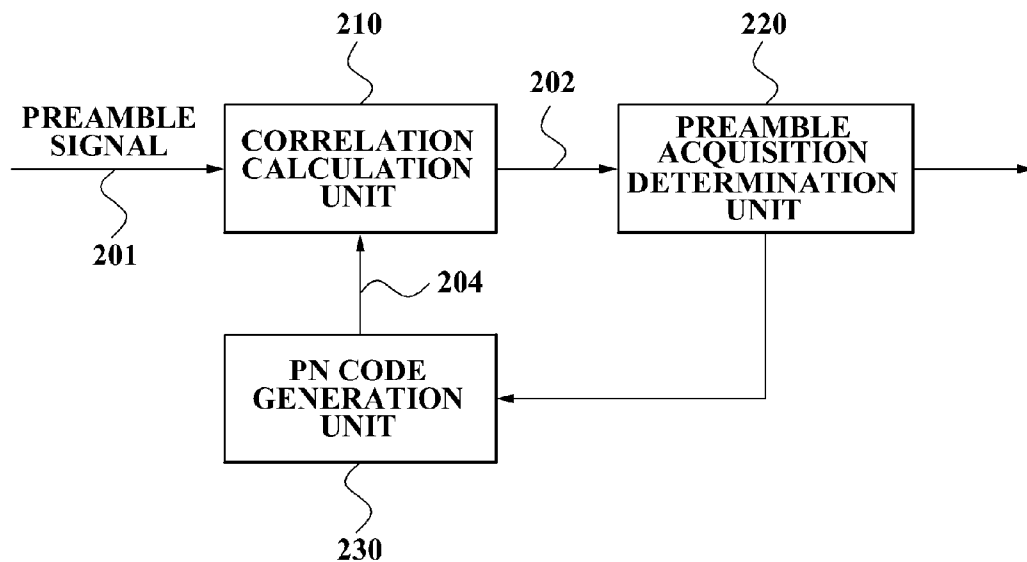 210
220
202
PREAMBLE
SIGNAL
CORRELATION
CALCULATION
UNIT
PREAMBLE
ACQUISITION
DETERMINATION
UNIT
201
204
PN CODE
GENERATION
UNIT
230